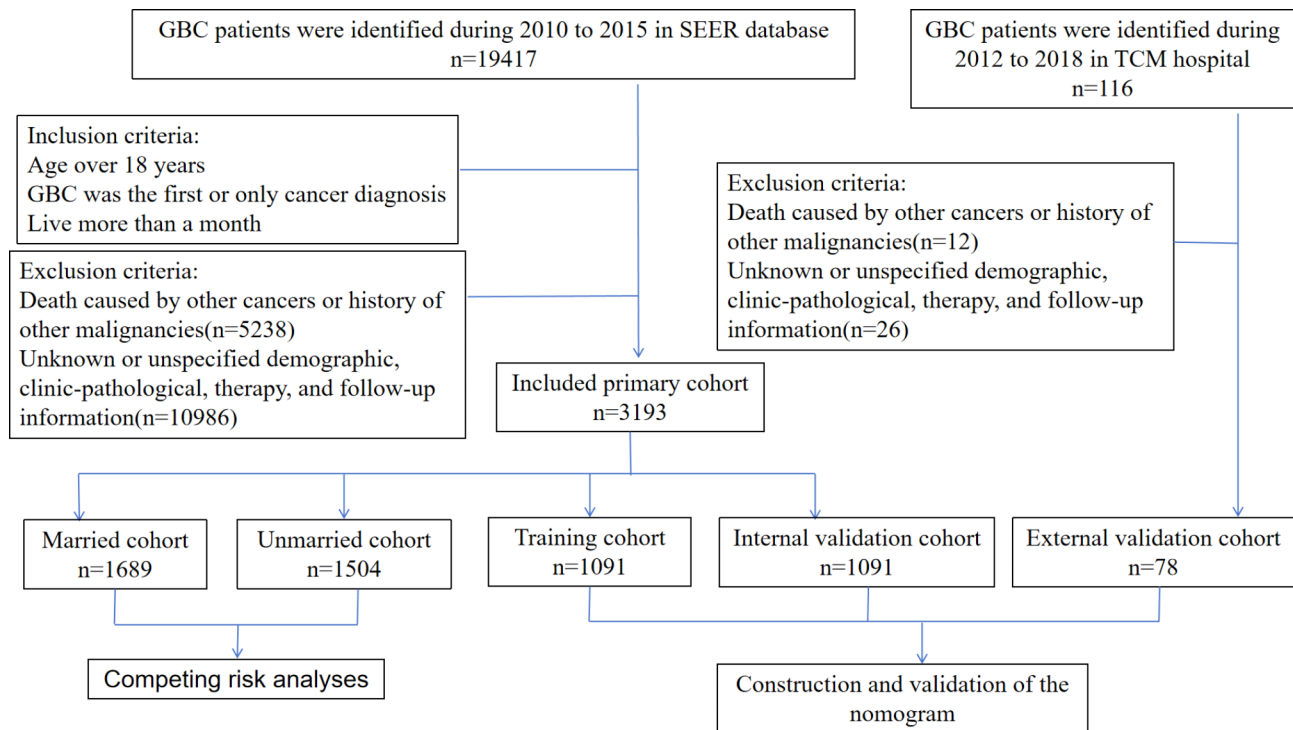 GBC patients were identified during 2010 to 2015 in SEER database
n=19417
GBC patients were identified during
2012 to 2018 in TCM hospital
n=116
Inclusion criteria:
Age over 18 years
GBC was the first or only cancer diagnosis
Live more than a month
Exclusion criteria:
Death caused by other cancers or history of
other malignancies(n=12)
Unknown or unspecified demographic,
clinic-pathological, therapy, and follow-up
information(n=26)
Exclusion criteria:
Death caused by other cancers or history of
other malignancies(n=5238)
Unknown or unspecified demographic,
clinic-pathological, therapy, and follow-up
information(n=10986)
Included primary cohort
n=3193
Married cohort
n=1689
Unmarried cohort
n=1504
Training cohort
n=1091
Internal validation cohort
n=1091
External validation cohort
n=78
Competing risk analyses
Construction and validation of the
nomogram